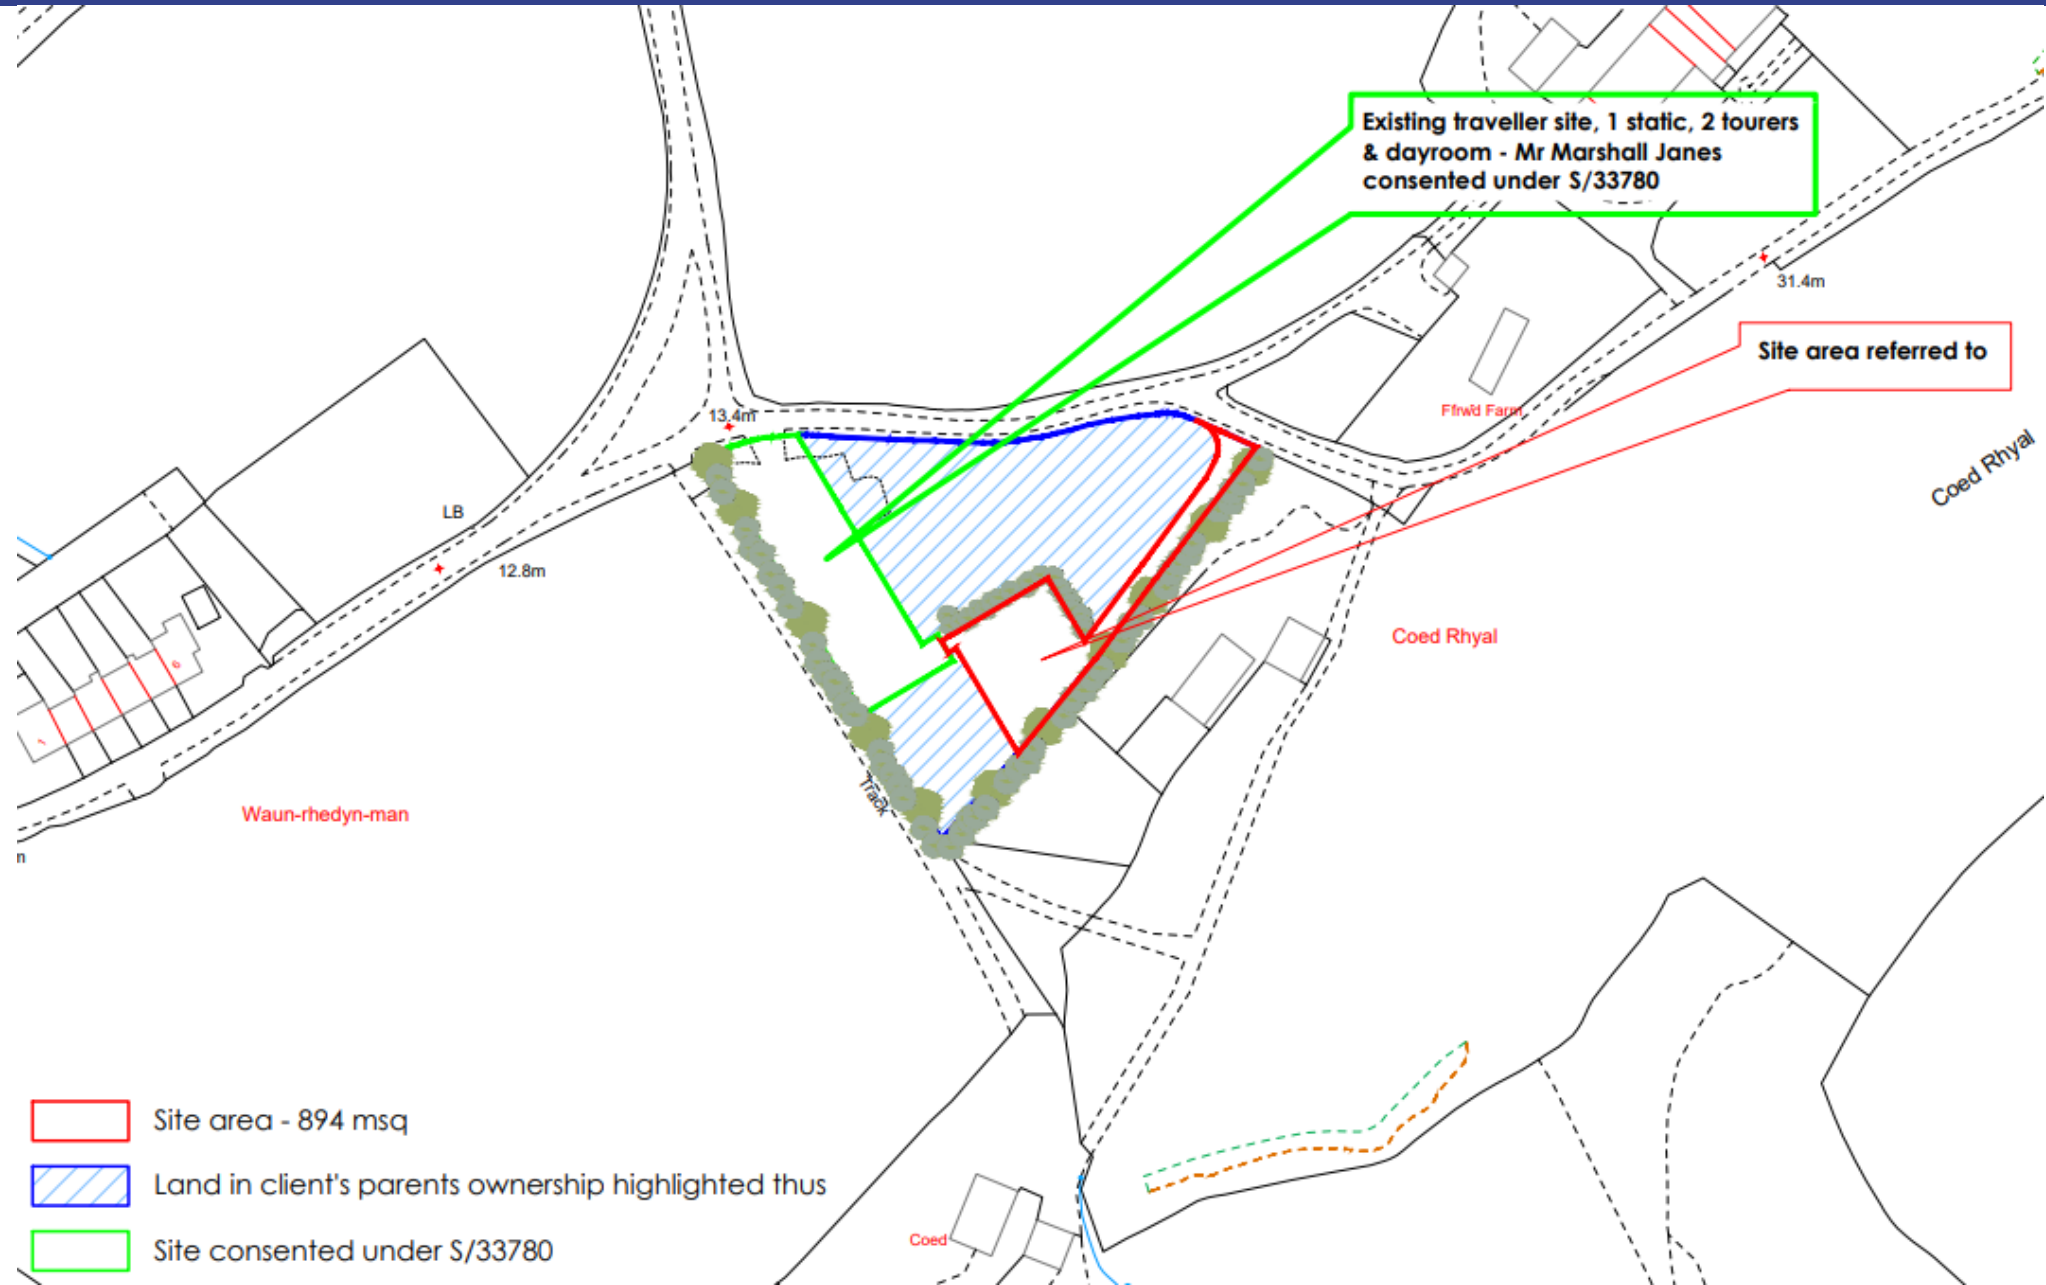 Existing traveller site, 1 static, 2 tourers
& dayroom - Mr Marshall Janes
consented under S/33780
31.4m
Site area referred to
Ffrwd Farm
13.4m
Coed Rhyal
LB
12.8m
Coed Rhyal
6
1
Track
Waun-rhedyn-man
m
Site area - 894 msq
Land in client's parents ownership highlighted thus
Site consented under S/33780
Coed